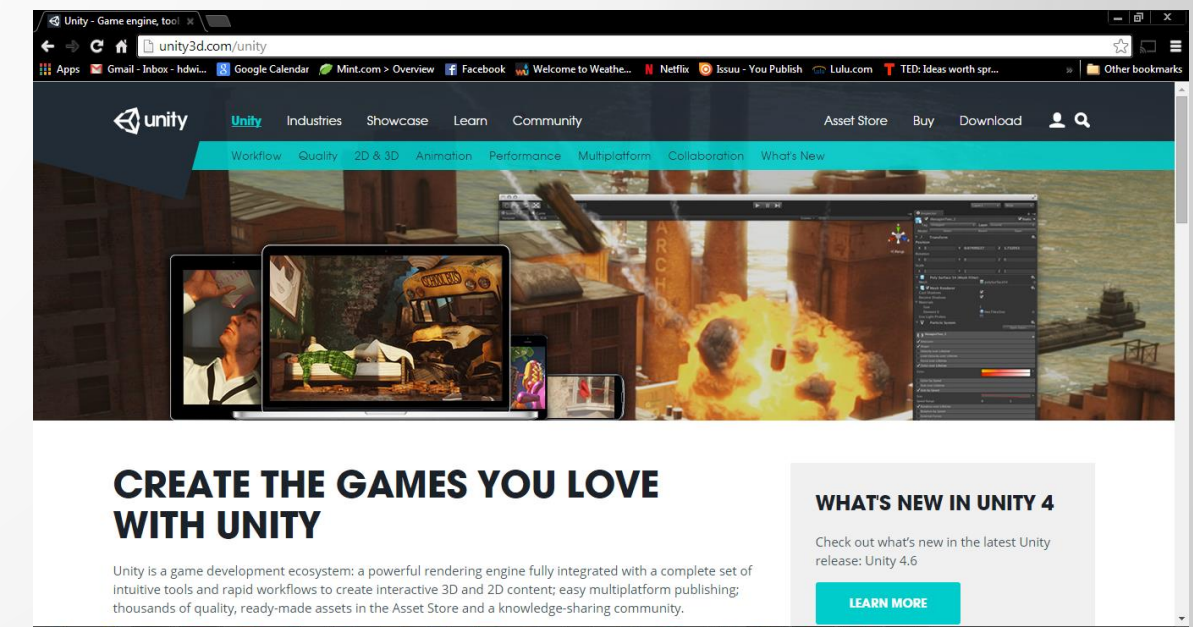 Unity - Game engine, tool
unity3d.com/unity
Apps Gmail - Inbox - hdwi... Google Calendar Mint.com > Overview Facebook Welcome to Weathe... Netflix Issuu - You Publish Lulu.com TED: Ideas worth spr... » Other bookmarks
unity Unity Industries Showcase Learn Community Asset Store Buy Download
Workflow Quality 2D & 3D Animation Performance Multiplatform Collaboration What's New
ARCH
SCHOOL BUS
CREATE THE GAMES YOU LOVE
WITH UNITY
Unity is a game development ecosystem: a powerful rendering engine fully integrated with a complete set of
intuitive tools and rapid workflows to create interactive 3D and 2D content; easy multiplatform publishing;
thousands of quality, ready-made assets in the Asset Store and a knowledge-sharing community.
WHAT'S NEW IN UNITY 4
Check out what's new in the latest Unity
release: Unity 4.6
LEARN MORE